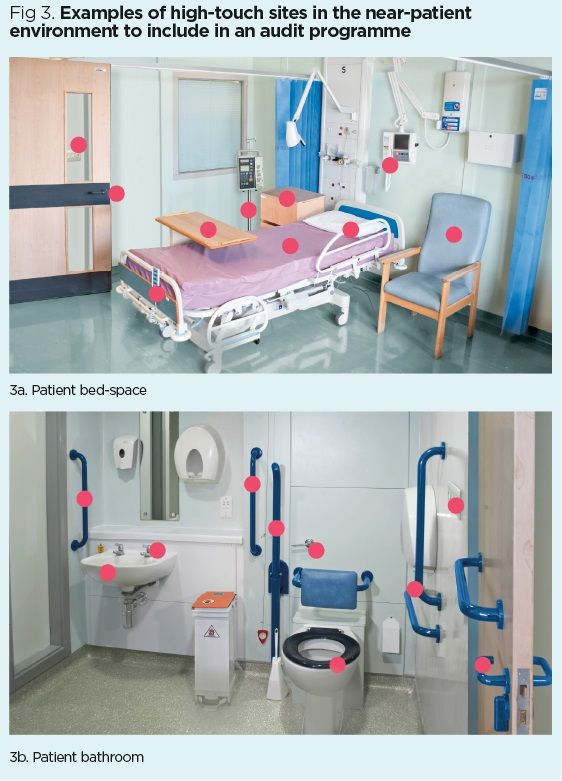 Fig 3. Examples of high-touch sites in the near-patient
environment to include in an audit programme
5
3a. Patient bed-space
3b. Patient bathroom